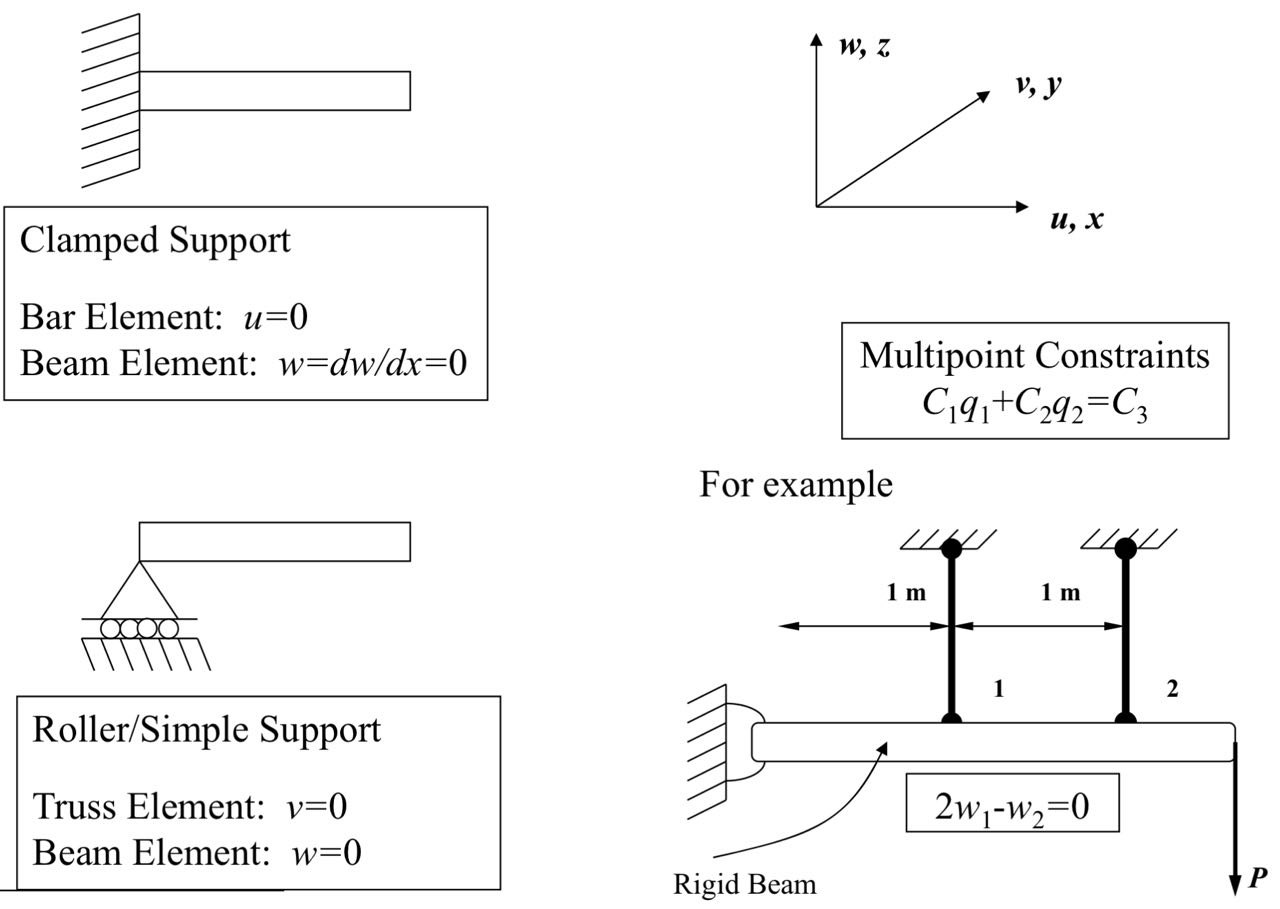 w, z
v, y
u, x
Clamped Support
Bar Element:  u=0
Beam Element:  w=dw/dx=0
Multipoint Constraints
C₁q₁+C₂q₂=C₃
For example
1 m
1 m
1
2
Roller/Simple Support
Truss Element:  v=0
Beam Element:  w=0
2w₁-w₂=0
Rigid Beam
P